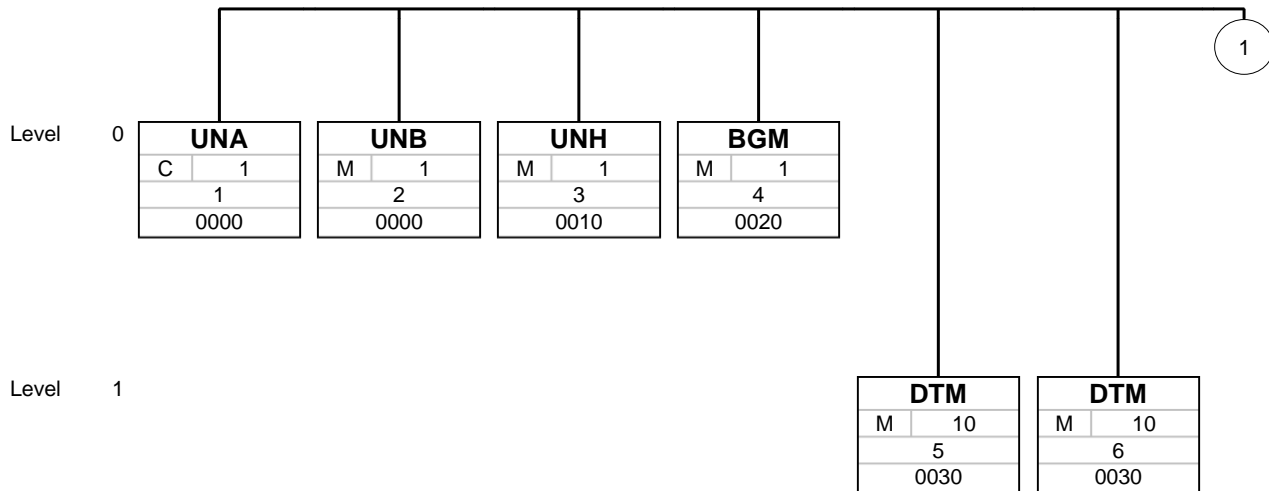 1
Level 0 UNA UNB UNH BGM
C 1 M 1 M 1 M 1
1 2 3 4
0000 0000 0010 0020
Level 1 DTM DTM
M 10 M 10
5 6
0030 0030